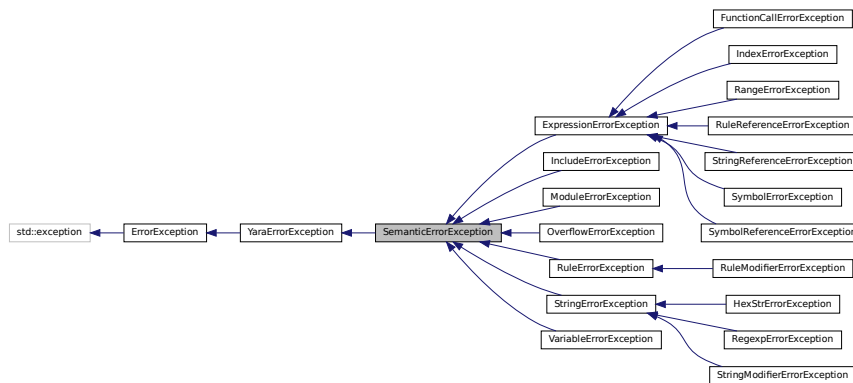 FunctionCallErrorException
IndexErrorException
RangeErrorException
ExpressionErrorException
RuleReferenceErrorException
IncludeErrorException
StringReferenceErrorException
ModuleErrorException
SymbolErrorException
std::exception
ErrorException
YaraErrorException
SemanticErrorException
OverflowErrorException
SymbolReferenceErrorException
RuleErrorException
RuleModifierErrorException
StringErrorException
HexStrErrorException
VariableErrorException
RegexpErrorException
StringModifierErrorException